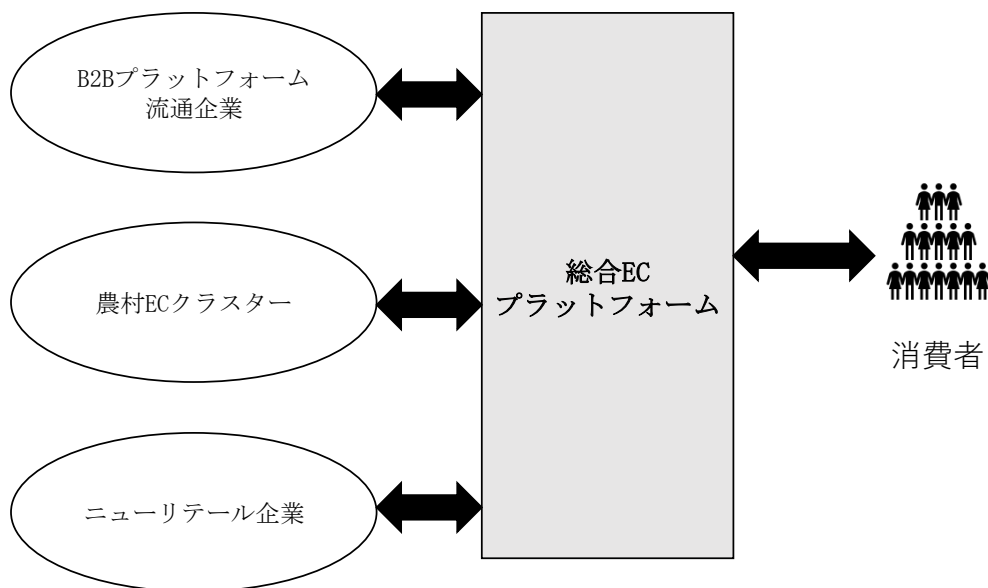 B2Bプラットフォーム
流通企業
農村ECクラスター
ニューリテール企業
総合EC
プラットフォーム
消費者